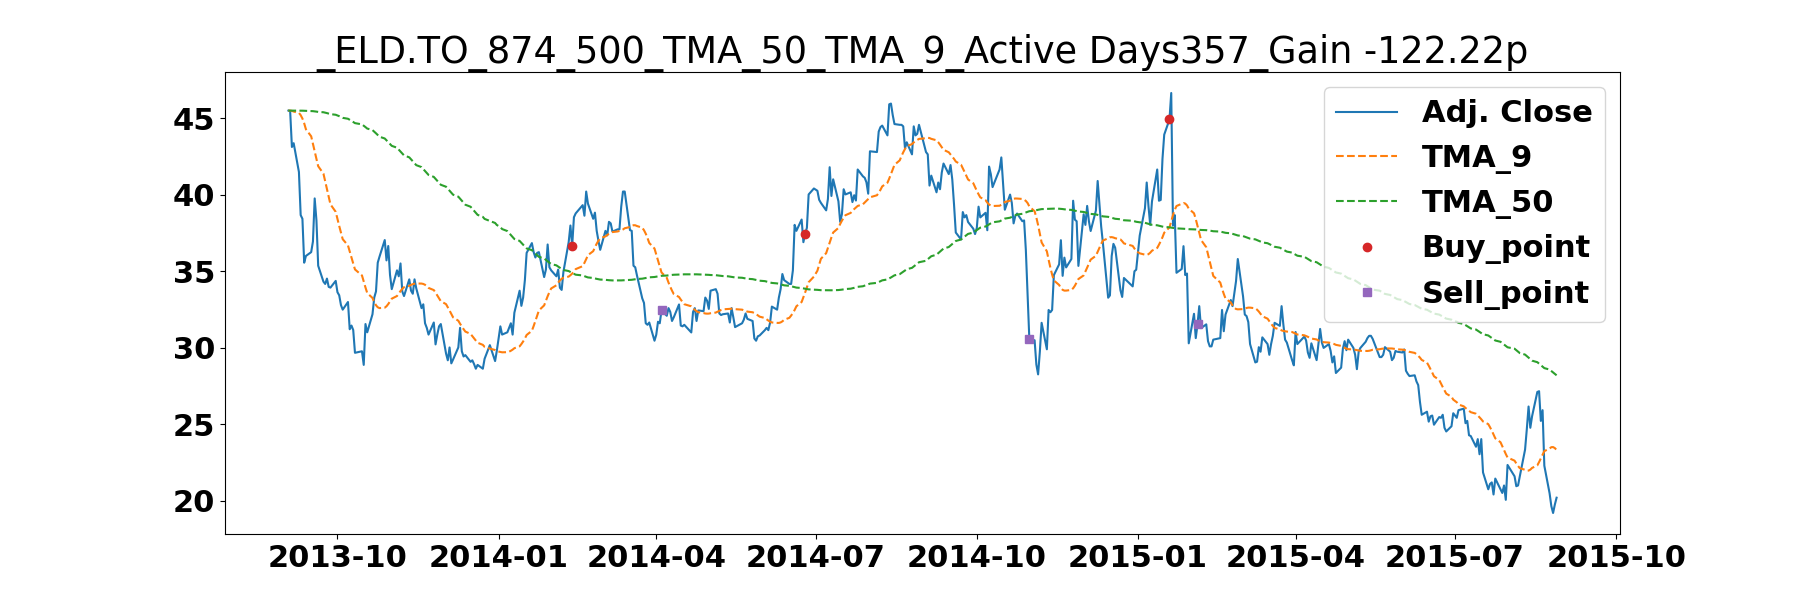 _ELD.TO_874_500_TMA_50_TMA_9_Active Days357_Gain -122.22p
45
40
35
30
25
20
Adj. Close
TMA_9
TMA_50
Buy_point
Sell_point
2013-10 2014-01 2014-04 2014-07 2014-10 2015-01 2015-04 2015-07 2015-10